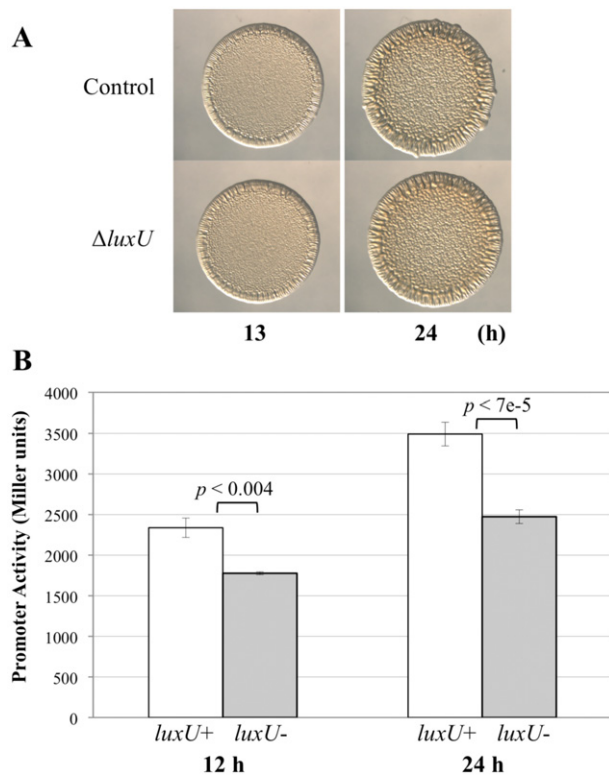 A
Control
ΔluxU
13 24 (h)
B
Promoter Activity (Miller units)
4000
3500
3000
2500
2000
1500
1000
500
0
p < 0.004
p < 7e-5
luxU+ luxU- luxU+ luxU-
12 h 24 h